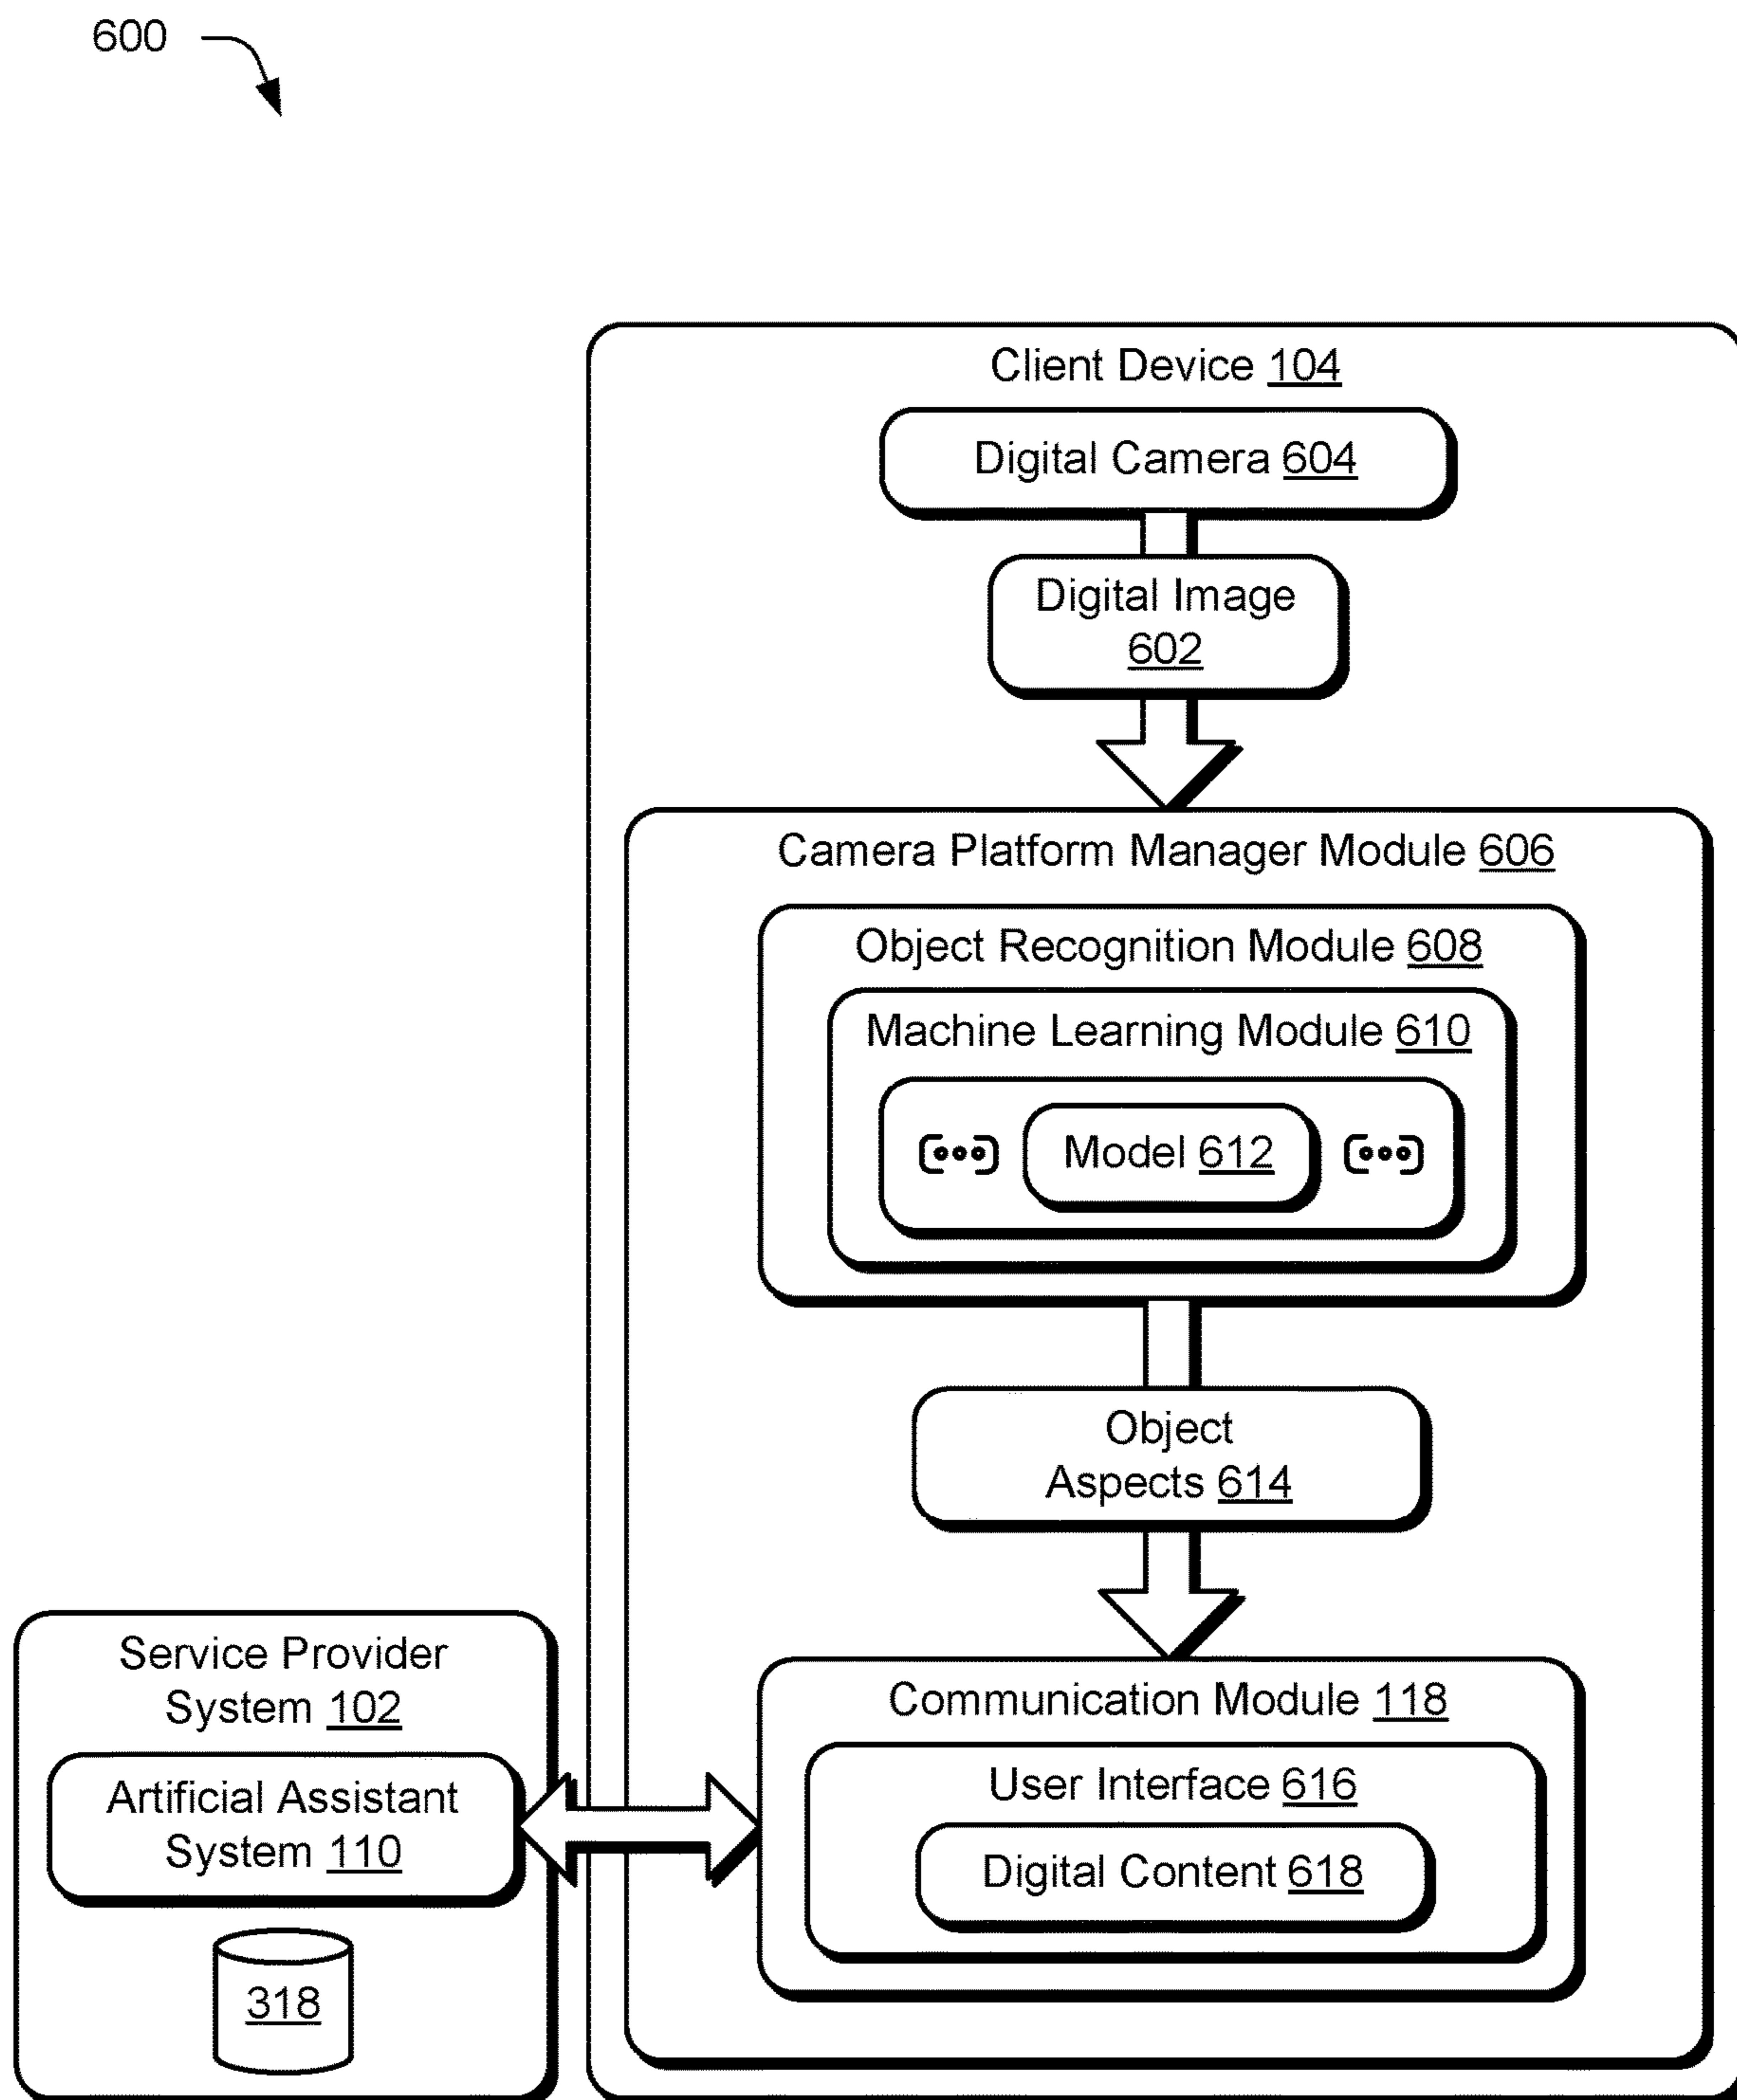 600
Client Device 104
Digital Camera 604
Digital Image
602
Camera Platform Manager Module 606
Object Recognition Module 608
Machine Learning Module 610
Model 612
Object
Aspects 614
Service Provider
System 102
Artificial Assistant
System 110
318
Communication Module 118
User Interface 616
Digital Content 618